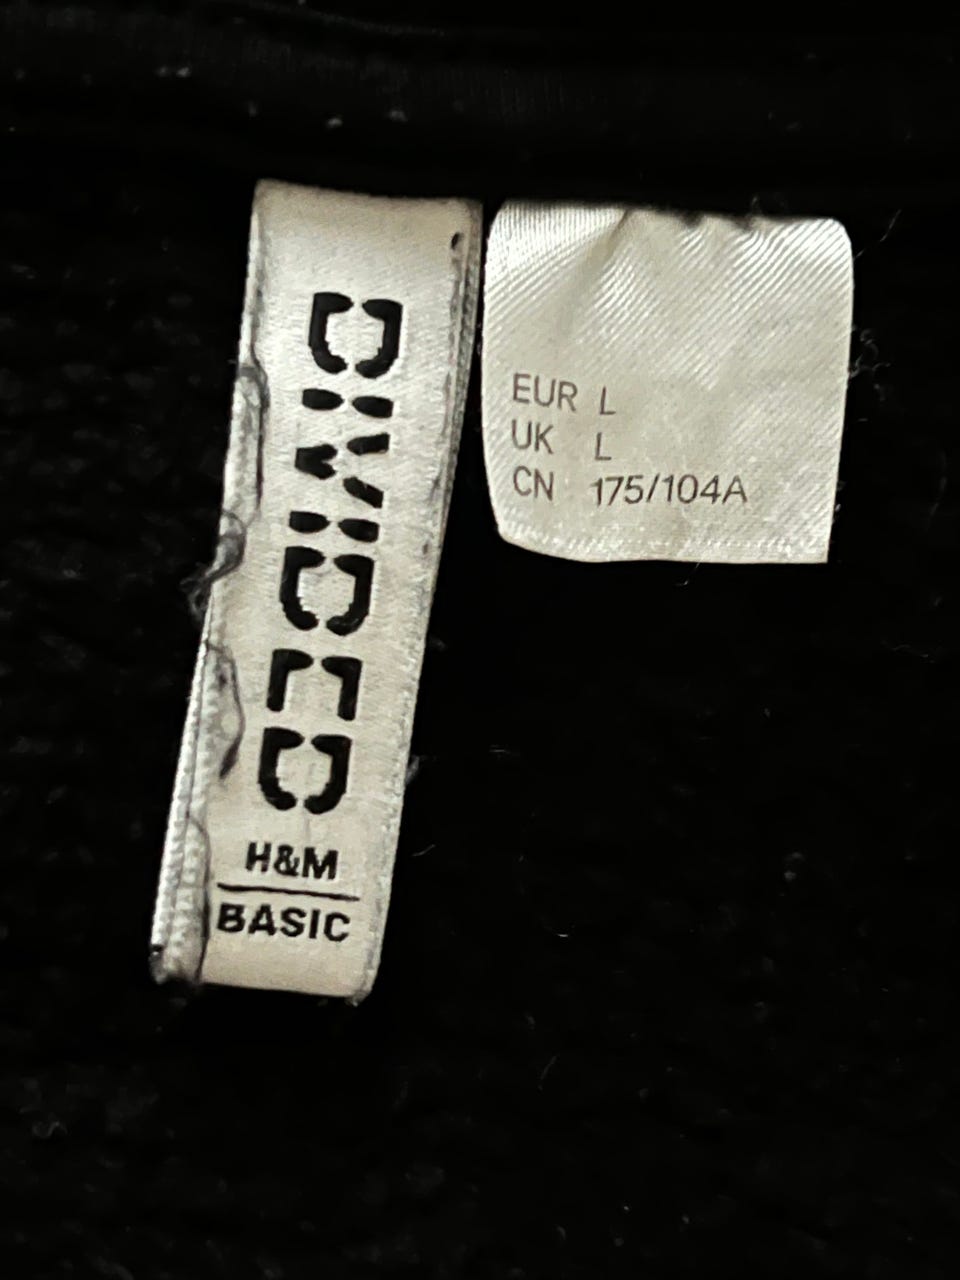 DIVIDED
H&M
BASIC
EUR L
UK L
CN 175/104A